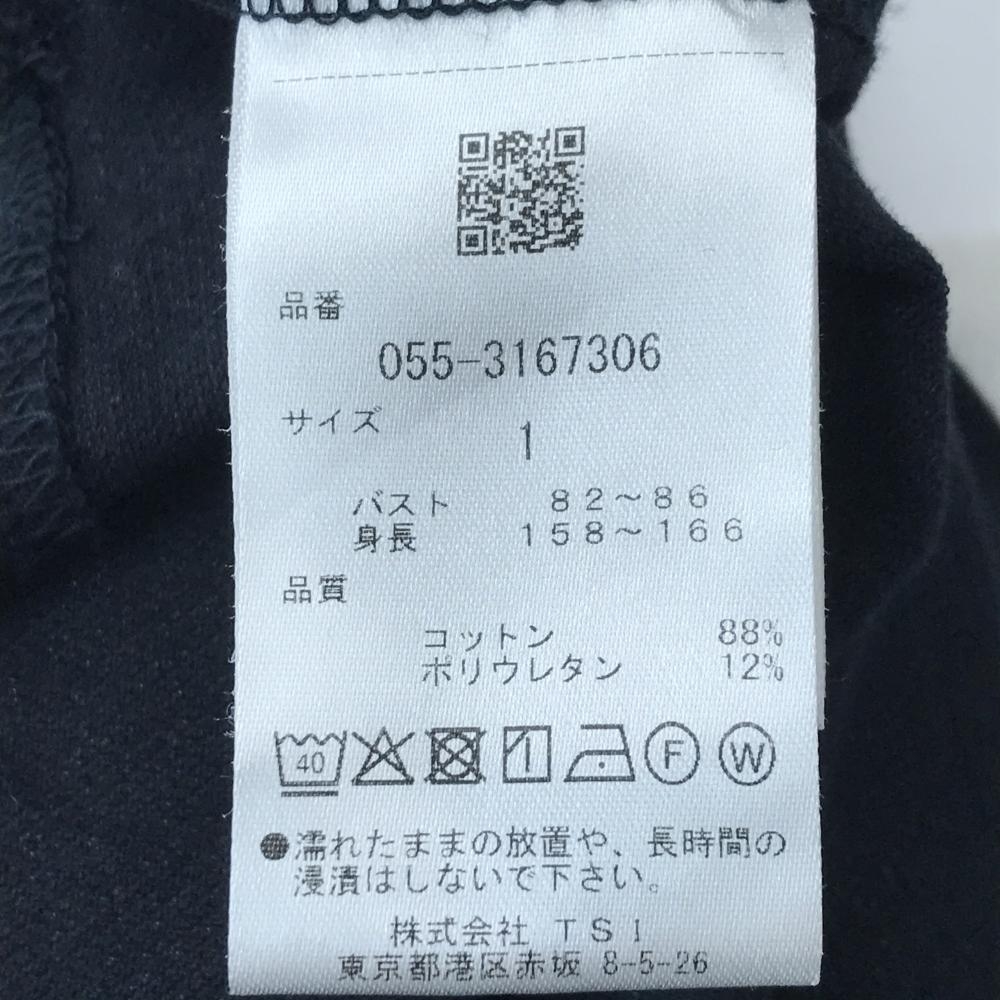 品番
055-3167306
サイズ
1
バスト 82～86
身長 158～166
品質
コットン 88%
ポリウレタン 12%
40 F W
●濡れたままの放置や、長時間の
浸漬はしないで下さい。
株式会社 TSI
東京都港区赤坂 8-5-26